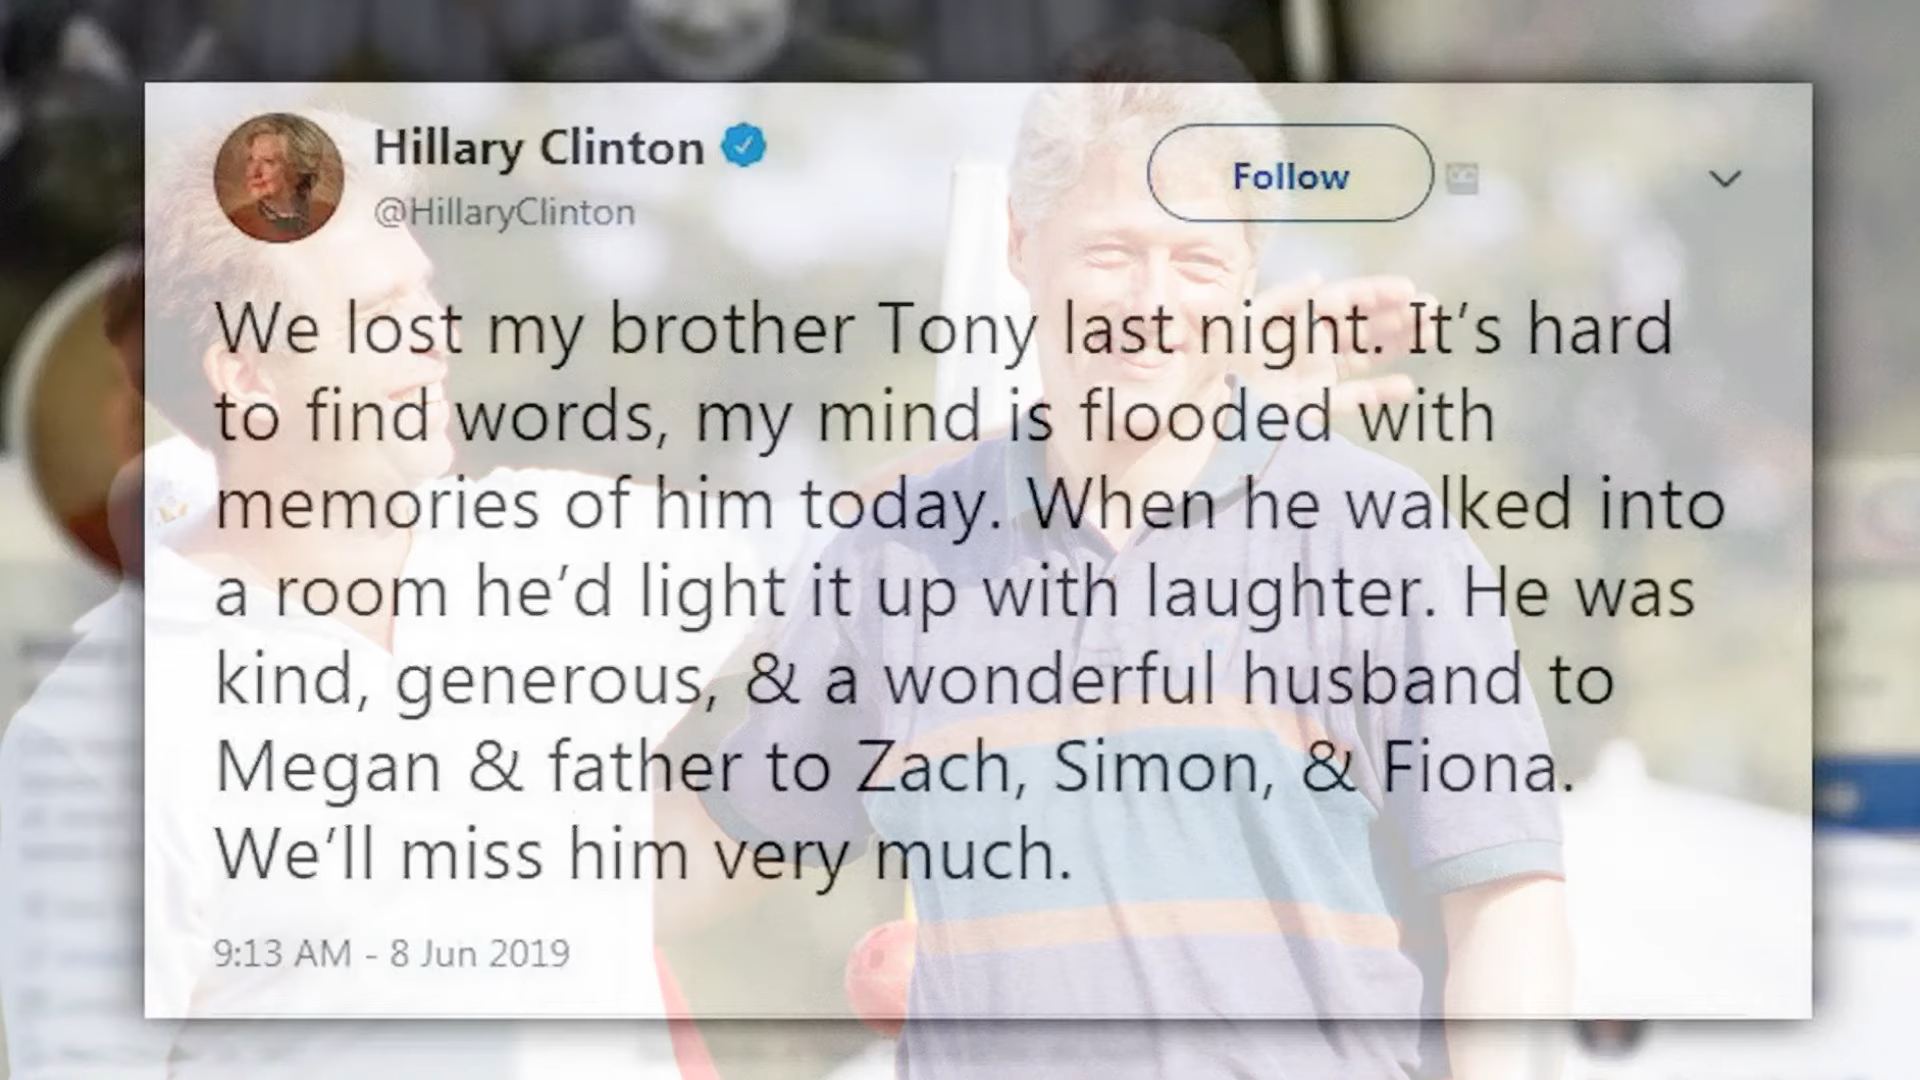 Hillary Clinton
@HillaryClinton
Follow
We lost my brother Tony last night. It’s hard
to find words, my mind is flooded with
memories of him today. When he walked into
a room he’d light it up with laughter. He was
kind, generous, & a wonderful husband to
Megan & father to Zach, Simon, & Fiona.
We’ll miss him very much.
9:13 AM - 8 Jun 2019